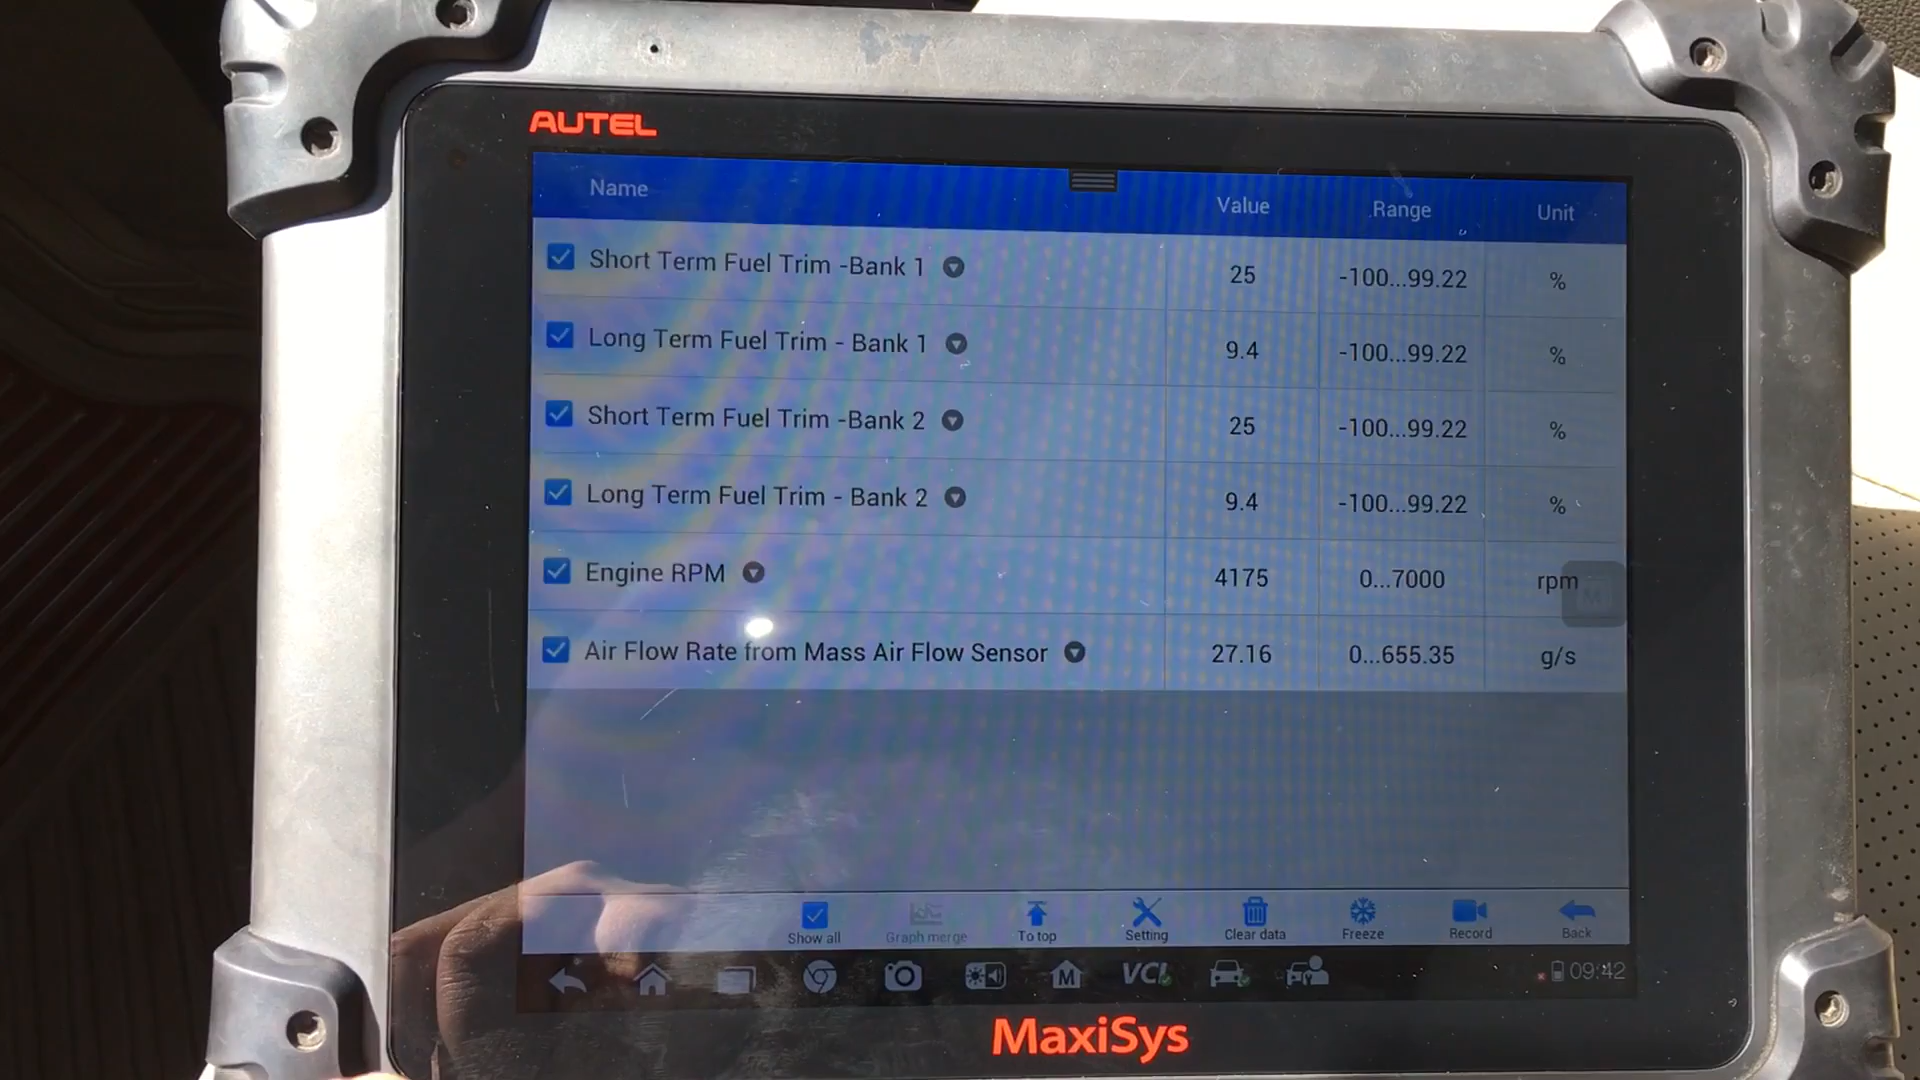 AUTEL
Name Value Range Unit
Short Term Fuel Trim -Bank 1 25 -100...99.22 %
Long Term Fuel Trim - Bank 1 9.4 -100...99.22 %
Short Term Fuel Trim -Bank 2 25 -100...99.22 %
Long Term Fuel Trim - Bank 2 9.4 -100...99.22 %
Engine RPM 4175 0...7000 rpm
M
Air Flow Rate from Mass Air Flow Sensor 27.16 0...655.35 g/s
Show all Graph merge To top Setting Clear data Freeze Record Back
M VCI 09:42
MaxiSys